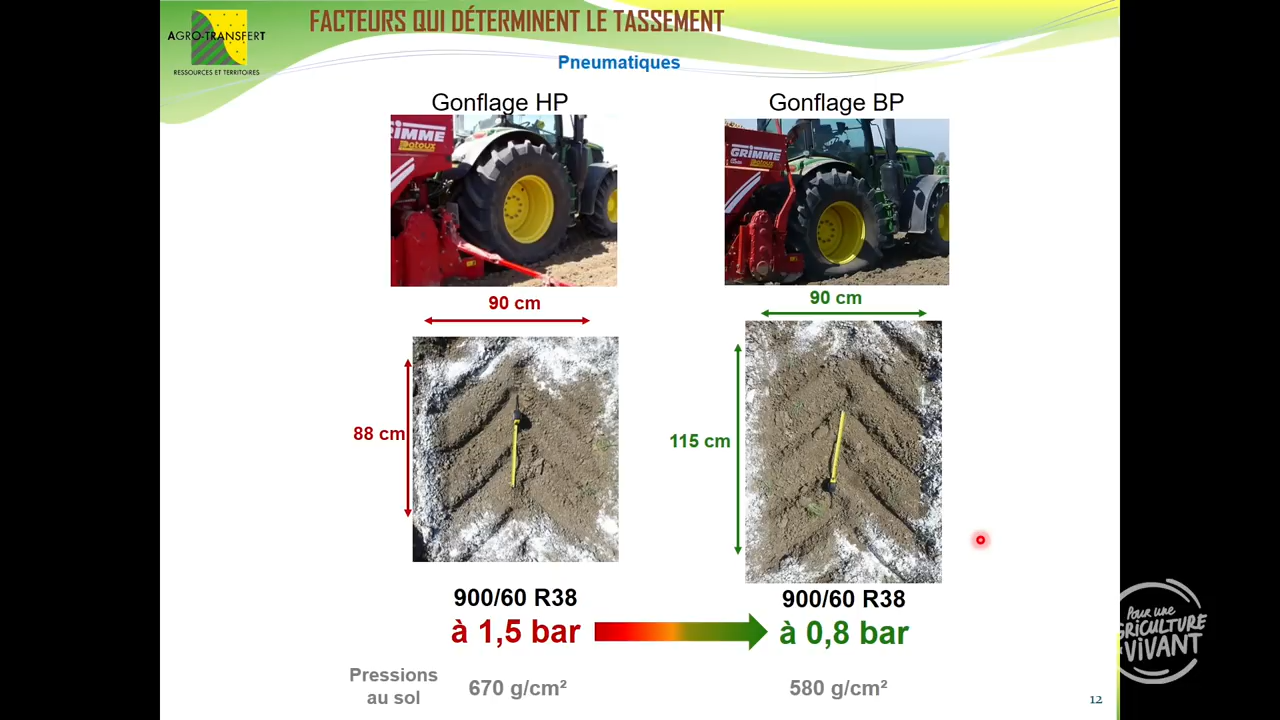 FACTEURS QUI DÉTERMINENT LE TASSEMENT
AGRO-TRANSFERT
RESSOURCES ET TERRITOIRES
Pneumatiques
Gonflage HP
Gonflage BP
GRIMME
GRIMME
90 cm
90 cm
88 cm
115 cm
900/60 R38
900/60 R38
à 1,5 bar
à 0,8 bar
Pressions
au sol
670 g/cm²
580 g/cm²
Pour une
AGRICULTURE
DU VIVANT
12